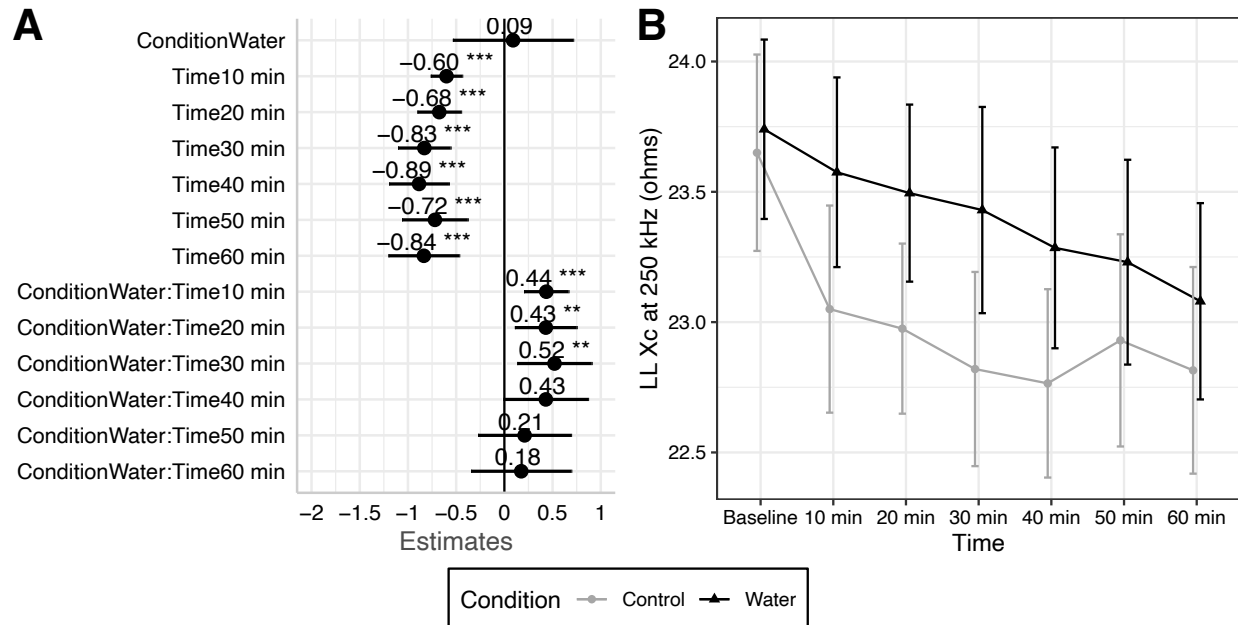 A
ConditionWater
0.09
Time10 min
−0.60 ***
Time20 min
−0.68 ***
Time30 min
−0.83 ***
Time40 min
−0.89 ***
Time50 min
−0.72 ***
Time60 min
−0.84 ***
ConditionWater:Time10 min
0.44 ***
ConditionWater:Time20 min
0.43 **
ConditionWater:Time30 min
0.52 **
ConditionWater:Time40 min
0.43
ConditionWater:Time50 min
0.21
ConditionWater:Time60 min
0.18
−2 −1.5 −1 −0.5 0 0.5 1
Estimates
B
LL Xc at 250 kHz (ohms)
24.0
23.5
23.0
22.5
Baseline 10 min 20 min 30 min 40 min 50 min 60 min
Time
Condition Control Water